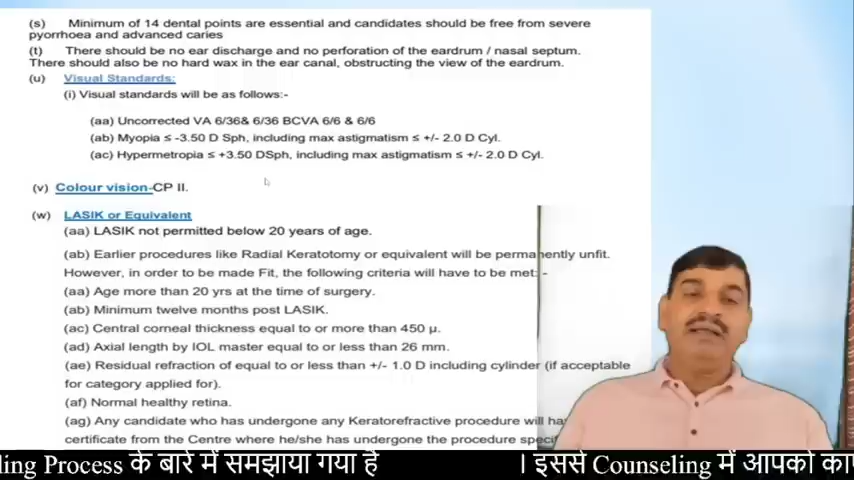 (s) Minimum of 14 dental points are essential and candidates should be free from severe
pyorrhoea and advanced caries
(t) There should be no ear discharge and no perforation of the eardrum / nasal septum.
There should also be no hard wax in the ear canal, obstructing the view of the eardrum.
(u) Visual Standards:
(i) Visual standards will be as follows:-
(aa) Uncorrected VA 6/36& 6/36 BCVA 6/6 & 6/6
(ab) Myopia ≤ -3.50 D Sph, including max astigmatism ≤ +/- 2.0 D Cyl.
(ac) Hypermetropia ≤ +3.50 DSph, including max astigmatism ≤ +/- 2.0 D Cyl.
(v) Colour vision-CP II.
(w) LASIK or Equivalent
(aa) LASIK not permitted below 20 years of age.
(ab) Earlier procedures like Radial Keratotomy or equivalent will be permanently unfit.
However, in order to be made Fit, the following criteria will have to be met: -
(aa) Age more than 20 yrs at the time of surgery.
(ab) Minimum twelve months post LASIK.
(ac) Central corneal thickness equal to or more than 450 µ.
(ad) Axial length by IOL master equal to or less than 26 mm.
(ae) Residual refraction of equal to or less than +/- 1.0 D including cylinder (if acceptable
for category applied for).
(af) Normal healthy retina.
(ag) Any candidate who has undergone any Keratorefractive procedure will ha
certificate from the Centre where he/she has undergone the procedure speci
ling Process के बारे में समझाया गया है । इससे Counseling में आपको